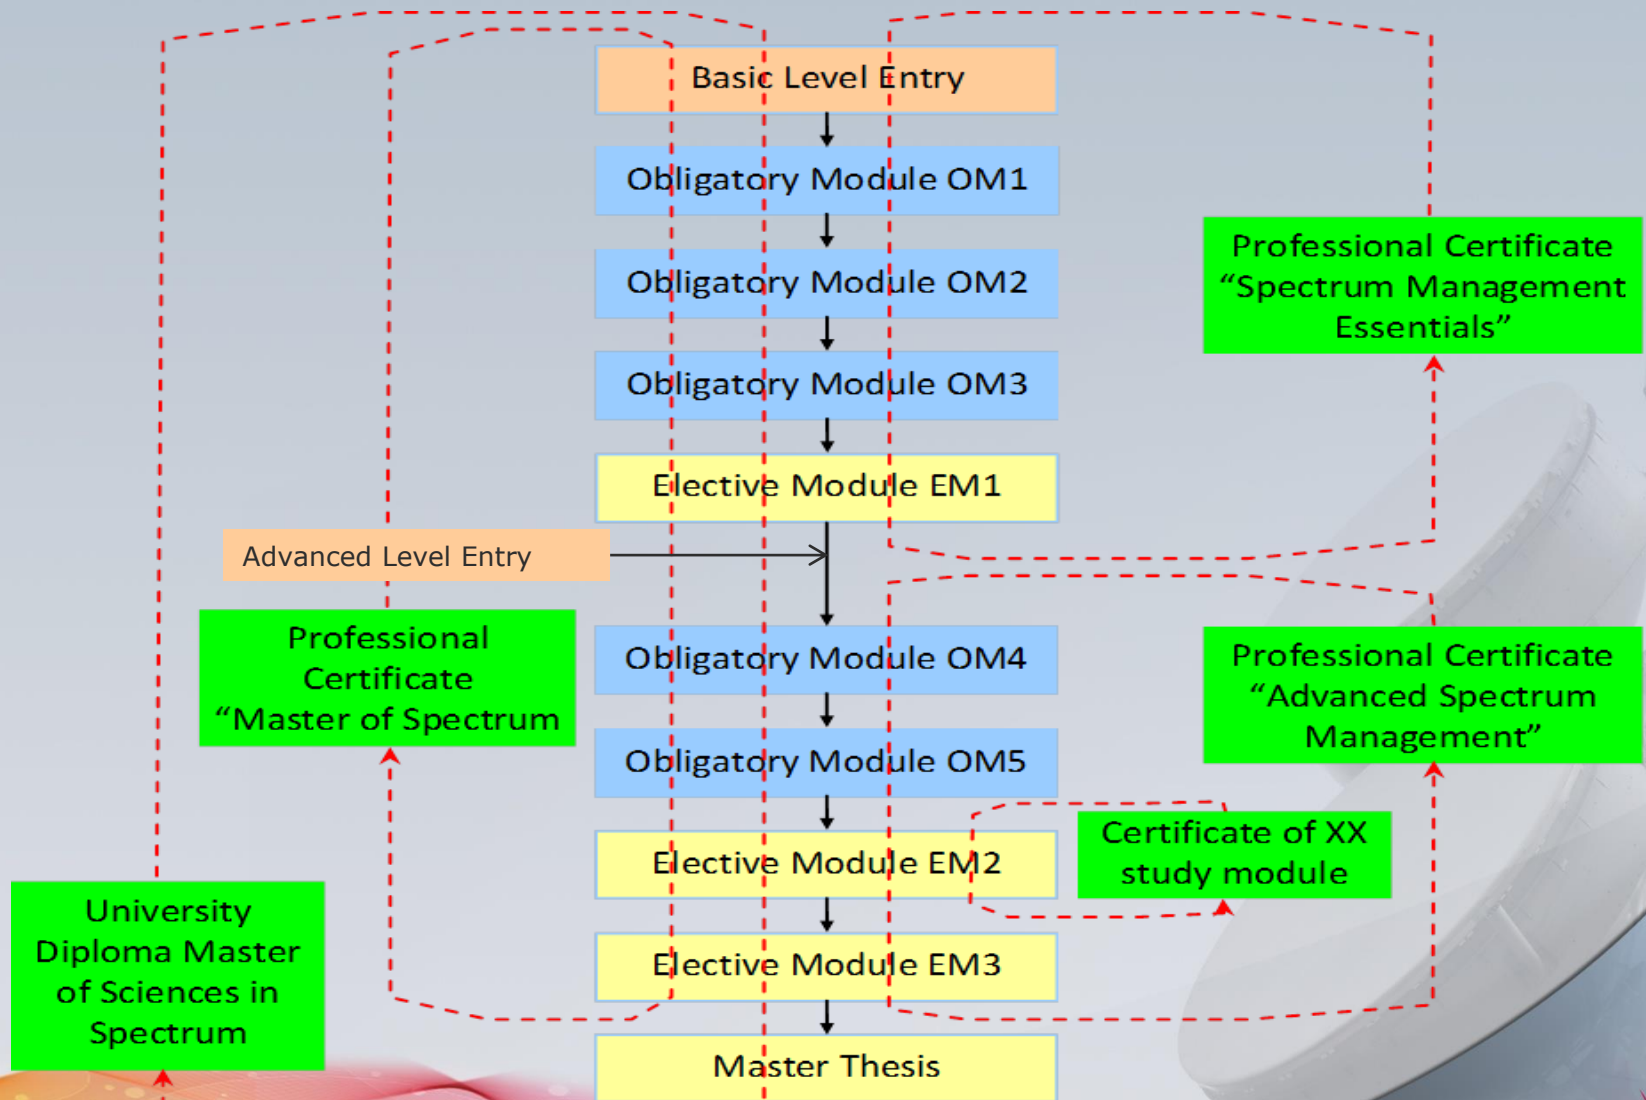 Basic Level Entry
Obligatory Module OM1
Obligatory Module OM2
Professional Certificate
“Spectrum Management
Essentials”
Obligatory Module OM3
Elective Module EM1
Advanced Level Entry
Professional
Certificate
“Master of Spectrum
Obligatory Module OM4
Professional Certificate
“Advanced Spectrum
Management”
Obligatory Module OM5
Elective Module EM2
Certificate of XX
study module
University
Diploma Master
of Sciences in
Spectrum
Elective Module EM3
Master Thesis